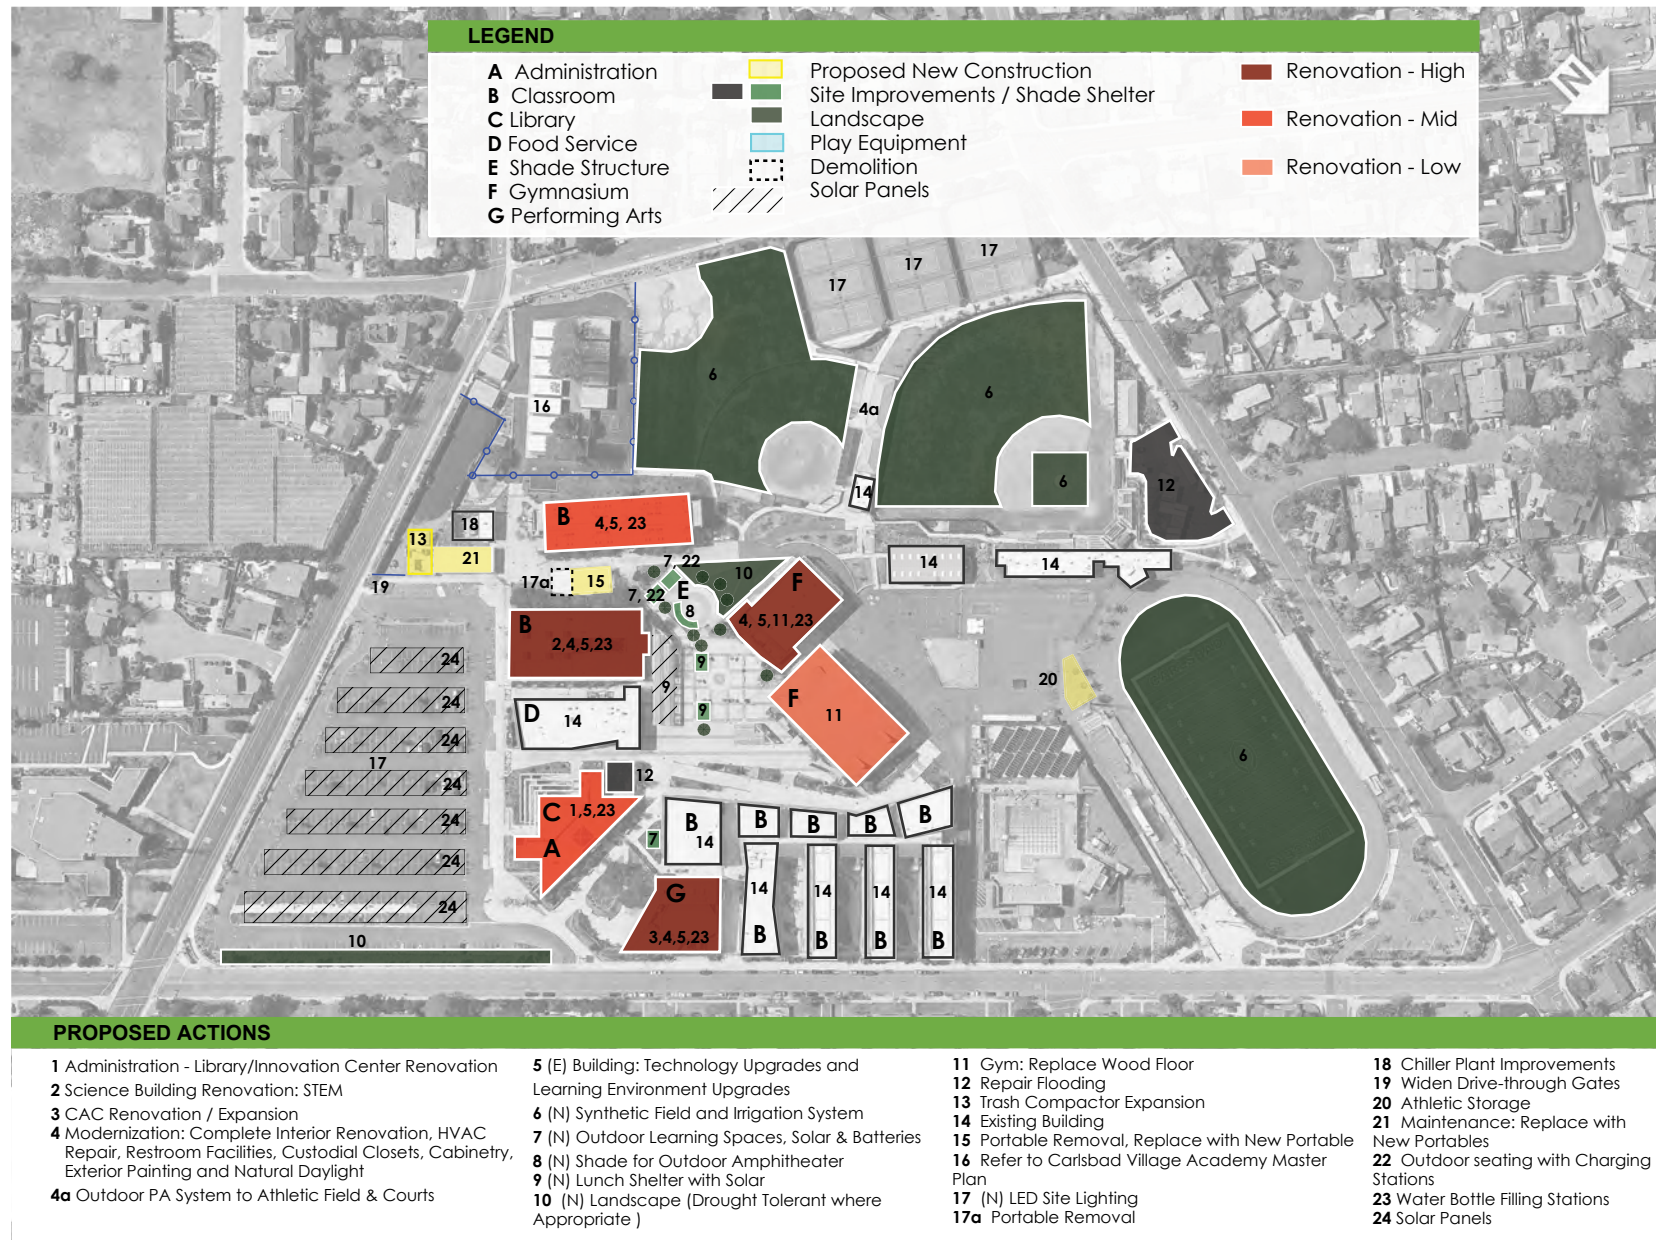 LEGEND
A Administration
B Classroom
C Library
D Food Service
E Shade Structure
F Gymnasium
G Performing Arts
Proposed New Construction
Site Improvements / Shade Shelter
Landscape
Play Equipment
Demolition
Solar Panels
Renovation - High
Renovation - Mid
Renovation - Low
N
17
17
17
6
6
4a
16
6
14
12
18
B 4,5, 23
13
21
19
17a
15
7, 22
7, 22
E
8
10
F
4, 5,11,23
14
14
B
2,4,5,23
9
9
9
F
11
20
6
D 14
12
C 1,5,23
A
7
B
14
B
B
B
B
G
3,4,5,23
14
B
14
B
14
B
14
B
24
24
24
17
24
24
24
24
10
PROPOSED ACTIONS
1 Administration - Library/Innovation Center Renovation
2 Science Building Renovation: STEM
3 CAC Renovation / Expansion
4 Modernization: Complete Interior Renovation, HVAC
Repair, Restroom Facilities, Custodial Closets, Cabinetry,
Exterior Painting and Natural Daylight
4a Outdoor PA System to Athletic Field & Courts
5 (E) Building: Technology Upgrades and
Learning Environment Upgrades
6 (N) Synthetic Field and Irrigation System
7 (N) Outdoor Learning Spaces, Solar & Batteries
8 (N) Shade for Outdoor Amphitheater
9 (N) Lunch Shelter with Solar
10 (N) Landscape (Drought Tolerant where
Appropriate )
11 Gym: Replace Wood Floor
12 Repair Flooding
13 Trash Compactor Expansion
14 Existing Building
15 Portable Removal, Replace with New Portable
16 Refer to Carlsbad Village Academy Master
Plan
17 (N) LED Site Lighting
17a Portable Removal
18 Chiller Plant Improvements
19 Widen Drive-through Gates
20 Athletic Storage
21 Maintenance: Replace with
New Portables
22 Outdoor seating with Charging
Stations
23 Water Bottle Filling Stations
24 Solar Panels